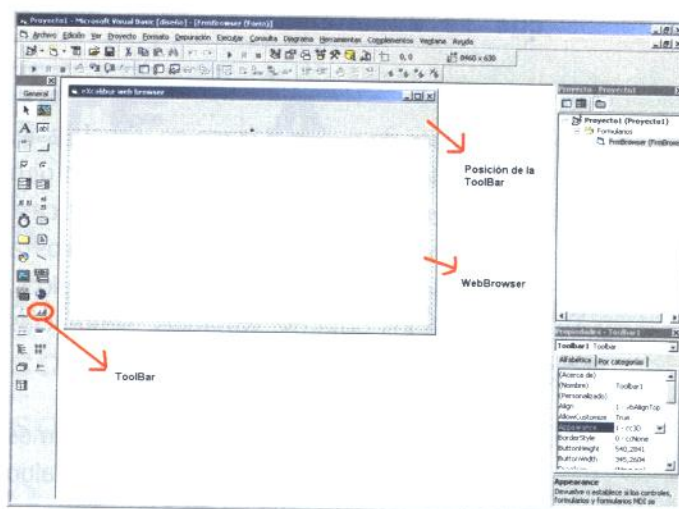 Proyecto1 - Microsoft Visual Basic [diseño] - [FrmBrowser (Form)]
Archivo Edición Ver Proyecto Formato Depuración Ejecutar Consulta Diagrama Herramientas Complementos Ventana Ayuda
0, 0
8460 x 630
General
web browser
Posición de la
ToolBar
WebBrowser
ToolBar
Proyecto - Proyecto1
Proyecto1 (Proyecto1)
Formularios
Propiedades - Toolbar1
Toolbar1 Toolbar
Alfabética Por categorías
(Acerca de)
(Nombre) Toolbar1
(Personalizado)
Align 1 - vbAlignTop
AllowCustomize True
Appearance 1 - cc3D
BorderStyle 0 - ccNone
ButtonHeight 540,2841
ButtonWidth 345,2604
Appearance
Devuelve o establece si los controles,
formularios y formularios MDI se